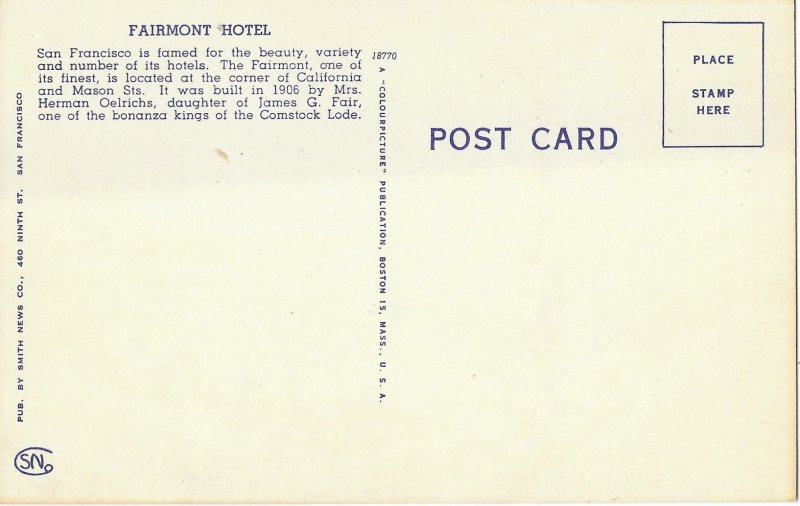 FAIRMONT HOTEL
San Francisco is famed for the beauty, variety
and number of its hotels. The Fairmont, one of
its finest, is located at the corner of California
and Mason Sts. It was built in 1906 by Mrs.
Herman Oelrichs, daughter of James G. Fair,
one of the bonanza kings of the Comstock Lode.
PUB. BY SMITH NEWS CO., 460 NINTH ST. SAN FRANCISCO
SN
18770
A "COLOURPICTURE" PUBLICATION, BOSTON 15, MASS., U. S. A.
POST CARD
PLACE
STAMP
HERE